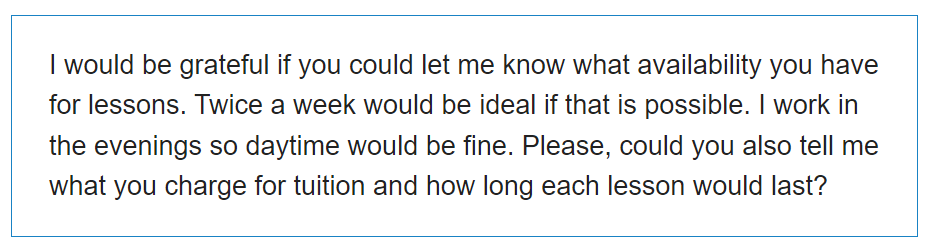 I would be grateful if you could let me know what availability you have
for lessons. Twice a week would be ideal if that is possible. I work in
the evenings so daytime would be fine. Please, could you also tell me
what you charge for tuition and how long each lesson would last?